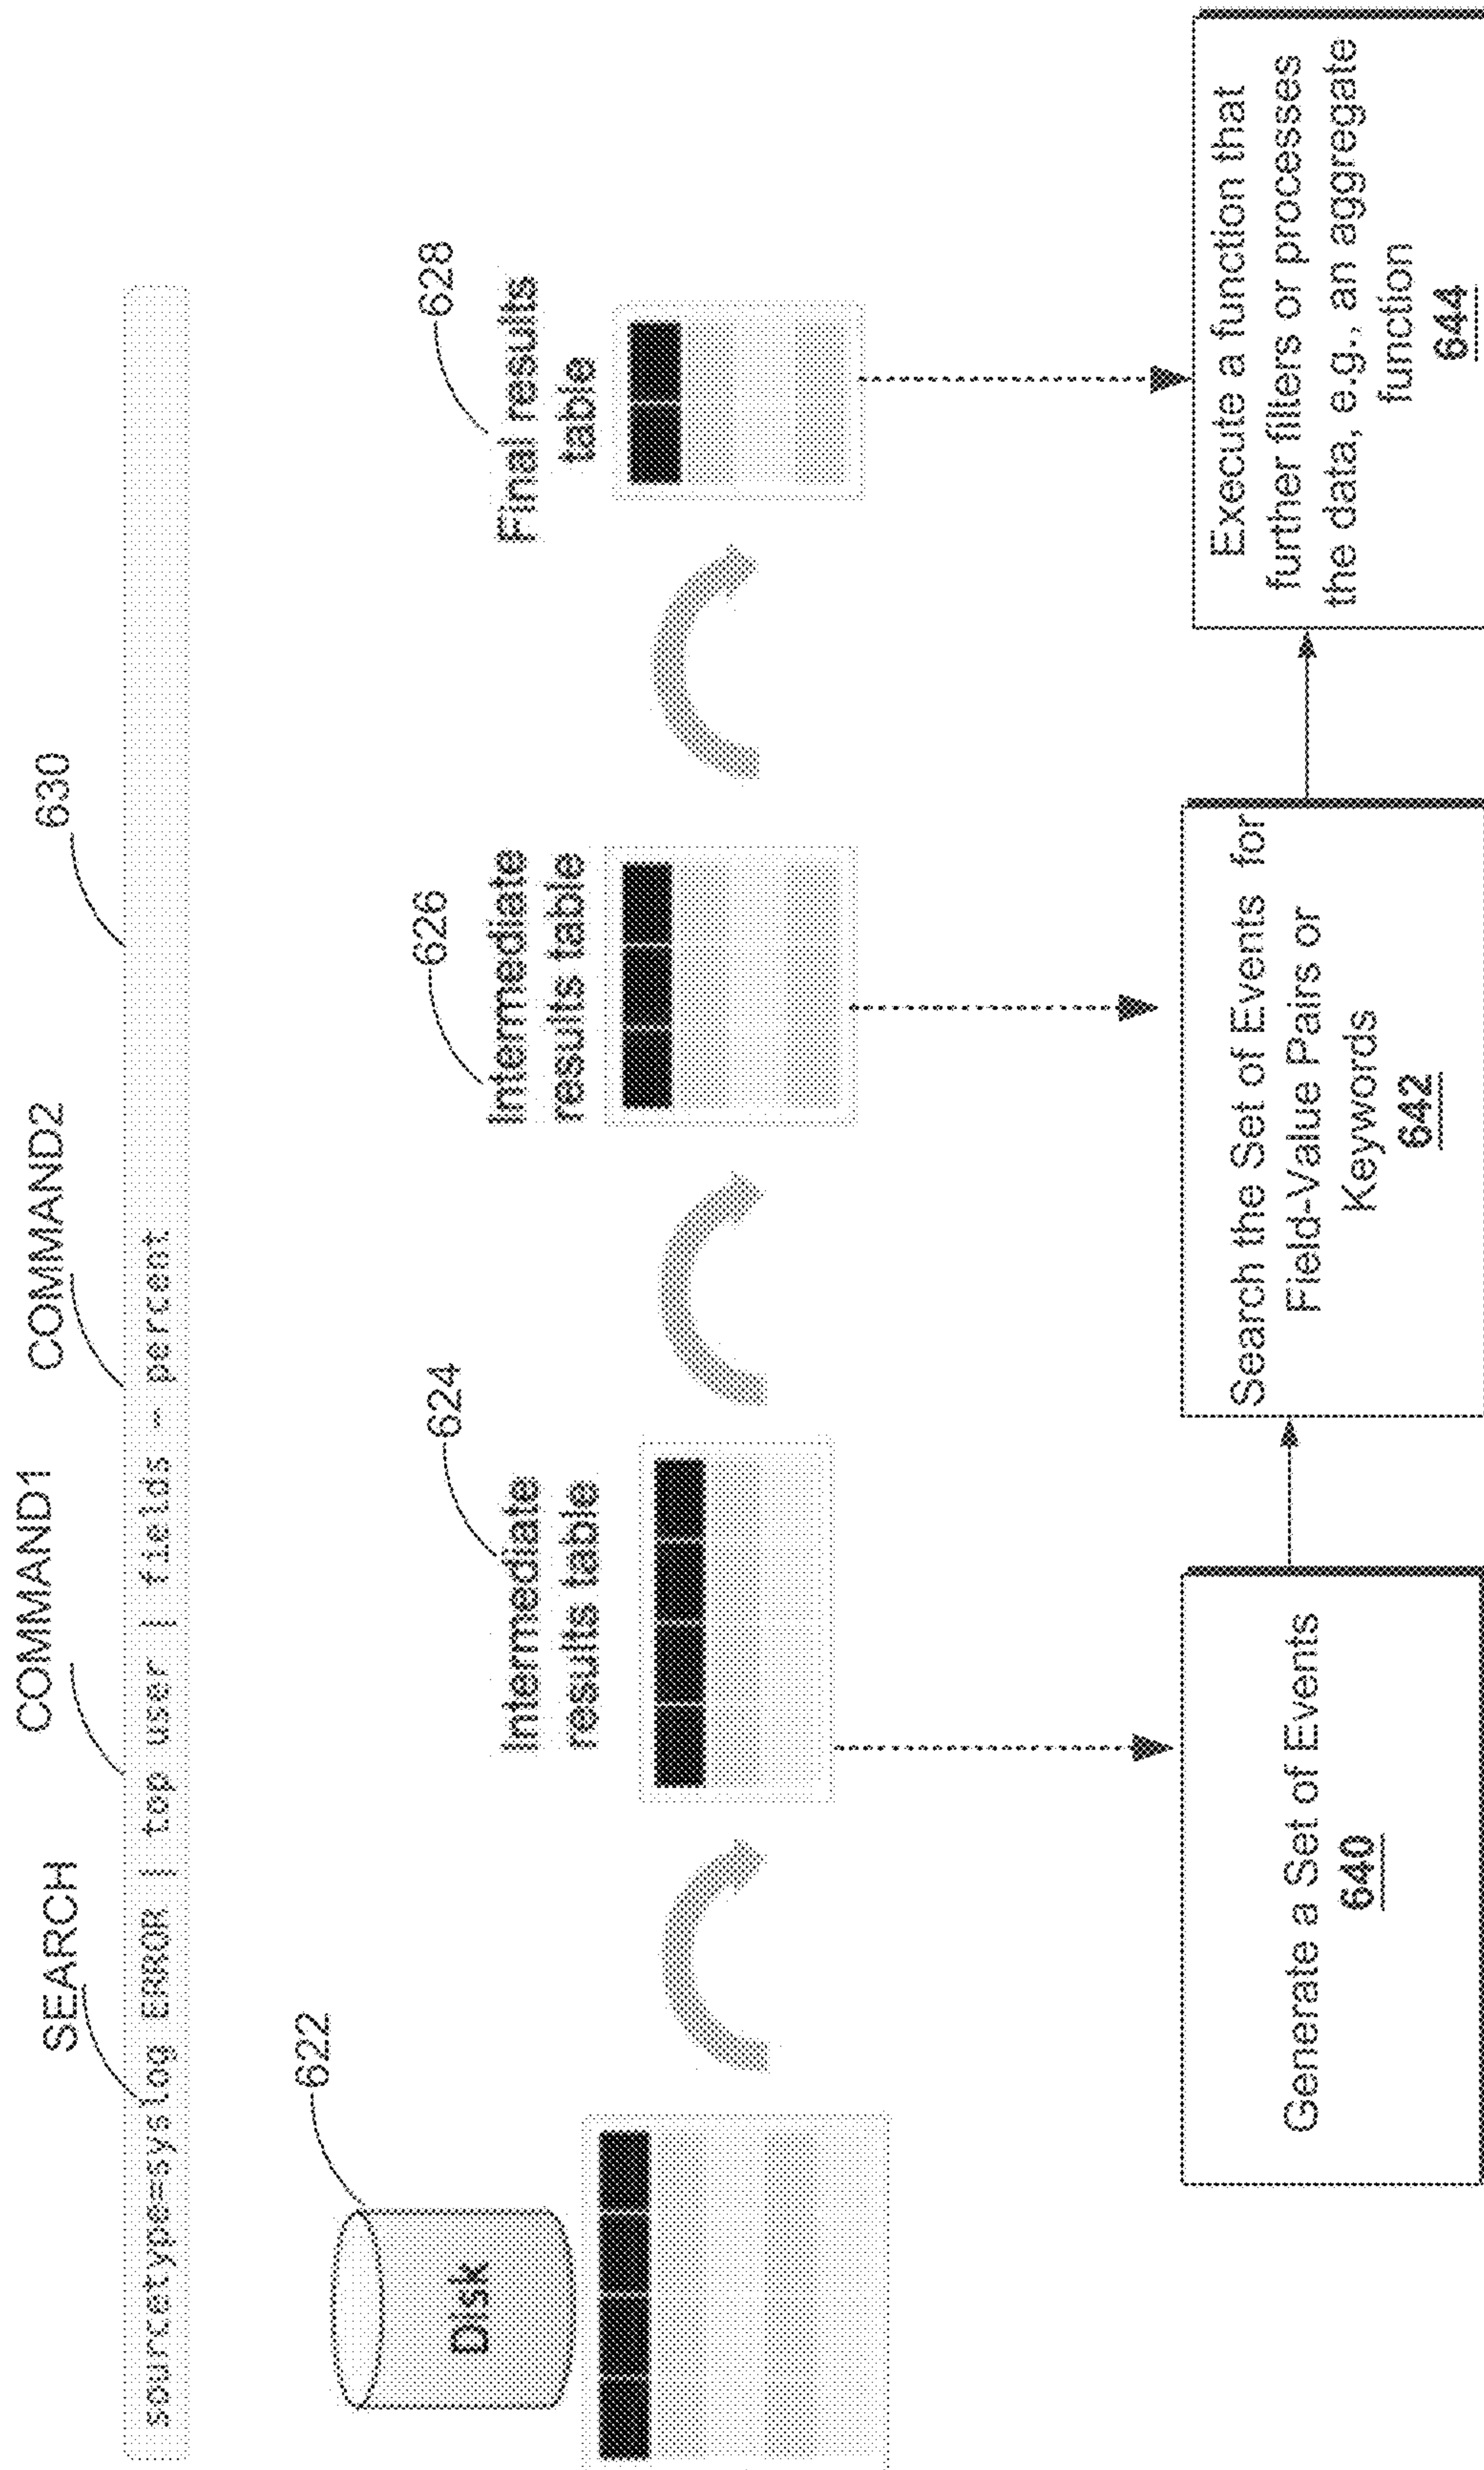 SEARCH
COMMAND1
COMMAND2
630
sourcetype=syslog ERROR | top user | fields - percent
622
Disk
624
Intermediate
results table
626
Intermediate
results table
628
Final results
table
Generate a Set of Events
640
Search the Set of Events for
Field-Value Pairs or
Keywords
642
Execute a function that
further filters or processes
the data, e.g., an aggregate
function
644